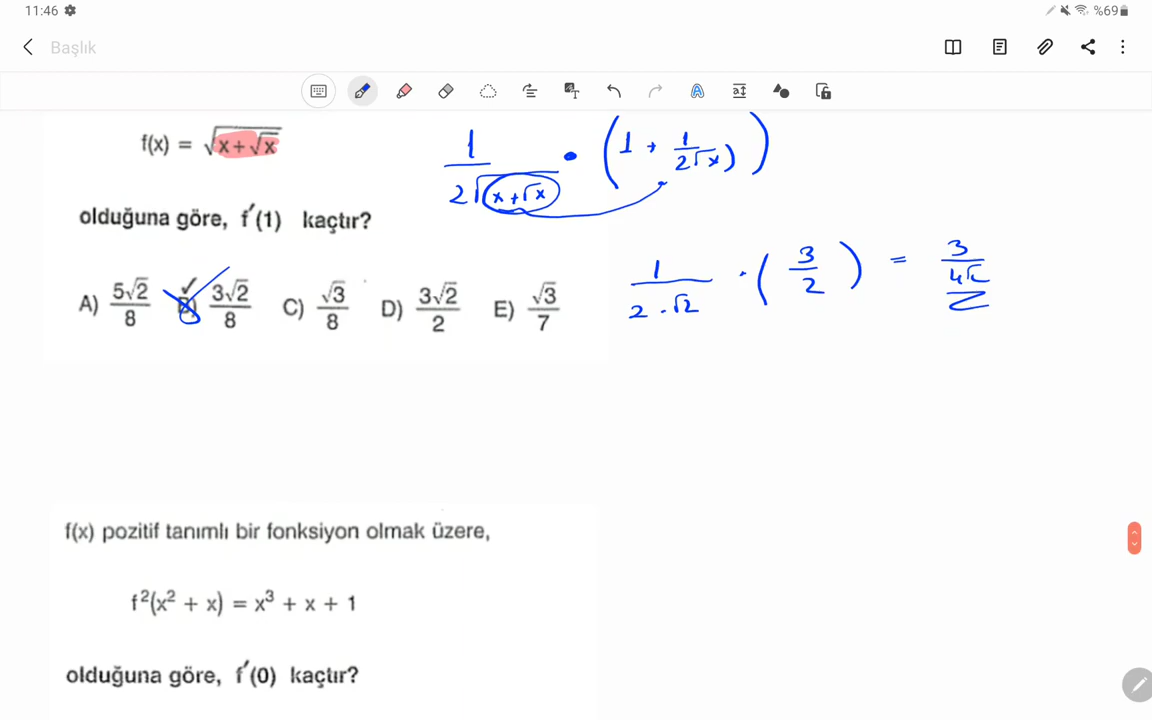 11:46
%69
Başlık
f(x) = √(x + √x)
1 / 2√(x+√x) • (1 + 1 / 2√x)
olduğuna göre, f′(1) kaçtır?
A) 5√2 / 8 B) 3√2 / 8 C) √3 / 8 D) 3√2 / 2 E) √3 / 7
1 / 2·√2 · (3 / 2) = 3 / 4√2
f(x) pozitif tanımlı bir fonksiyon olmak üzere,
f²(x² + x) = x³ + x + 1
olduğuna göre, f′(0) kaçtır?